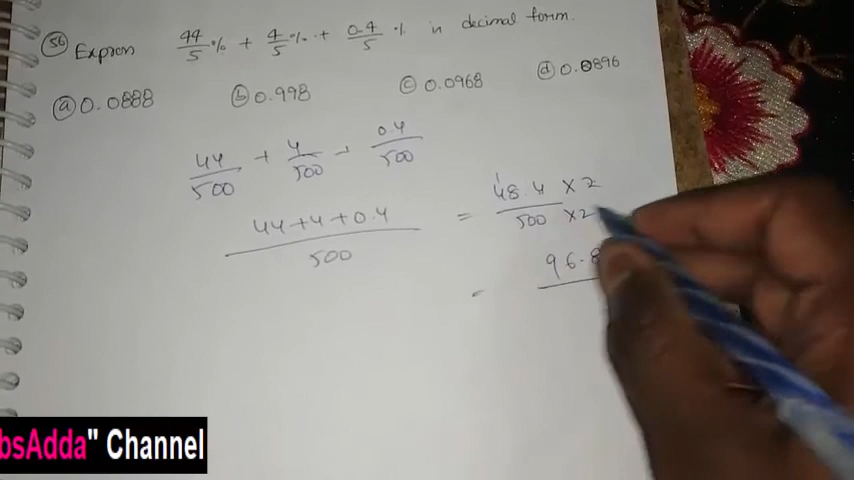 56 Express 44/5 % + 4/5 % + 0.4/5 % in decimal form.
(a) 0.0888 (b) 0.998 (c) 0.0968 (d) 0.0896
44/500 + 4/500 + 0.4/500
44+4+0.4/500 = 48.4 × 2/500 × 2
= 96.8
bsAdda" Channel